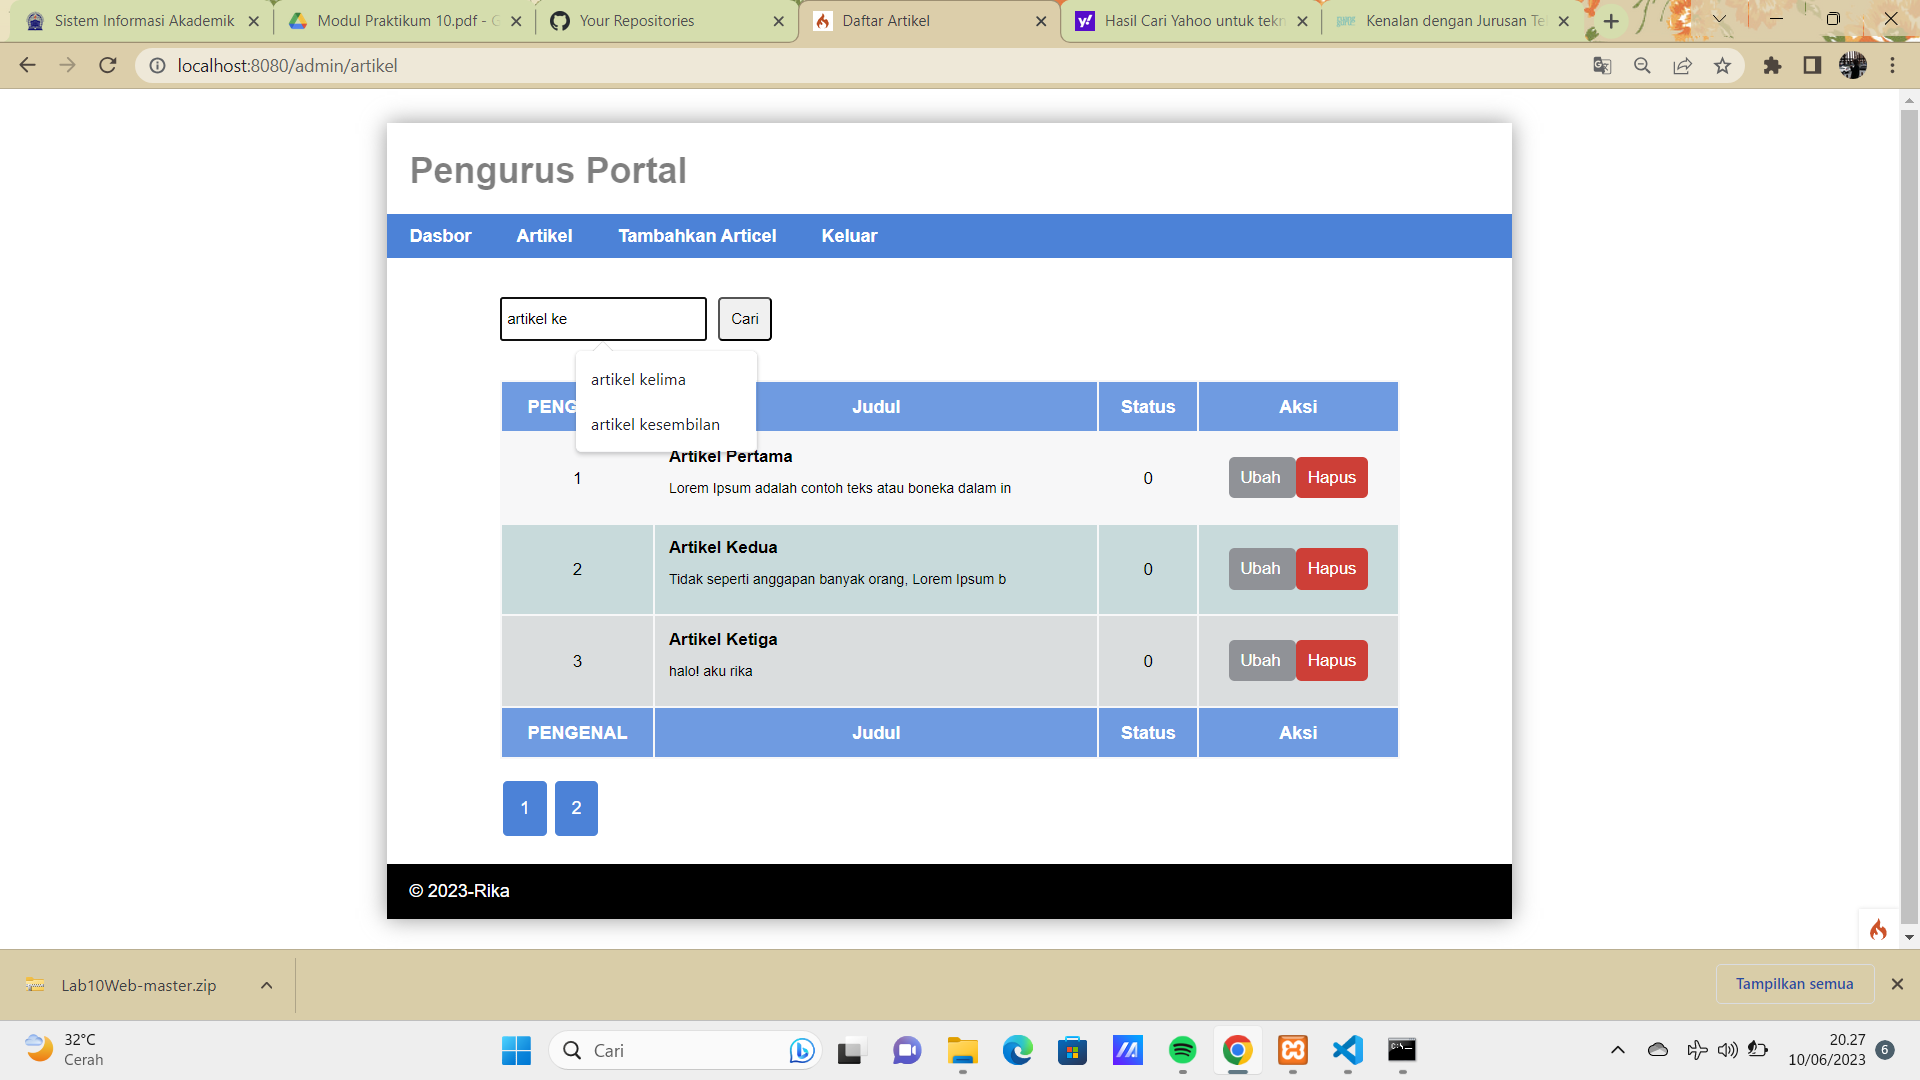 Sistem Informasi Akademik
Modul Praktikum 10.pdf - G
Your Repositories
Daftar Artikel
Hasil Cari Yahoo untuk tekn
Kenalan dengan Jurusan Te
localhost:8080/admin/artikel
Pengurus Portal
Dasbor Artikel Tambahkan Articel Keluar
artikel ke Cari
artikel kelima
artikel kesembilan
PENG Judul Status Aksi
Artikel Pertama
1 0 Ubah Hapus
Lorem Ipsum adalah contoh teks atau boneka dalam in
Artikel Kedua
2 0 Ubah Hapus
Tidak seperti anggapan banyak orang, Lorem Ipsum b
Artikel Ketiga
3 0 Ubah Hapus
halo! aku rika
PENGENAL Judul Status Aksi
1 2
© 2023-Rika
Lab10Web-master.zip
Tampilkan semua
32°C
Cerah
Cari
20.27
10/06/2023
6